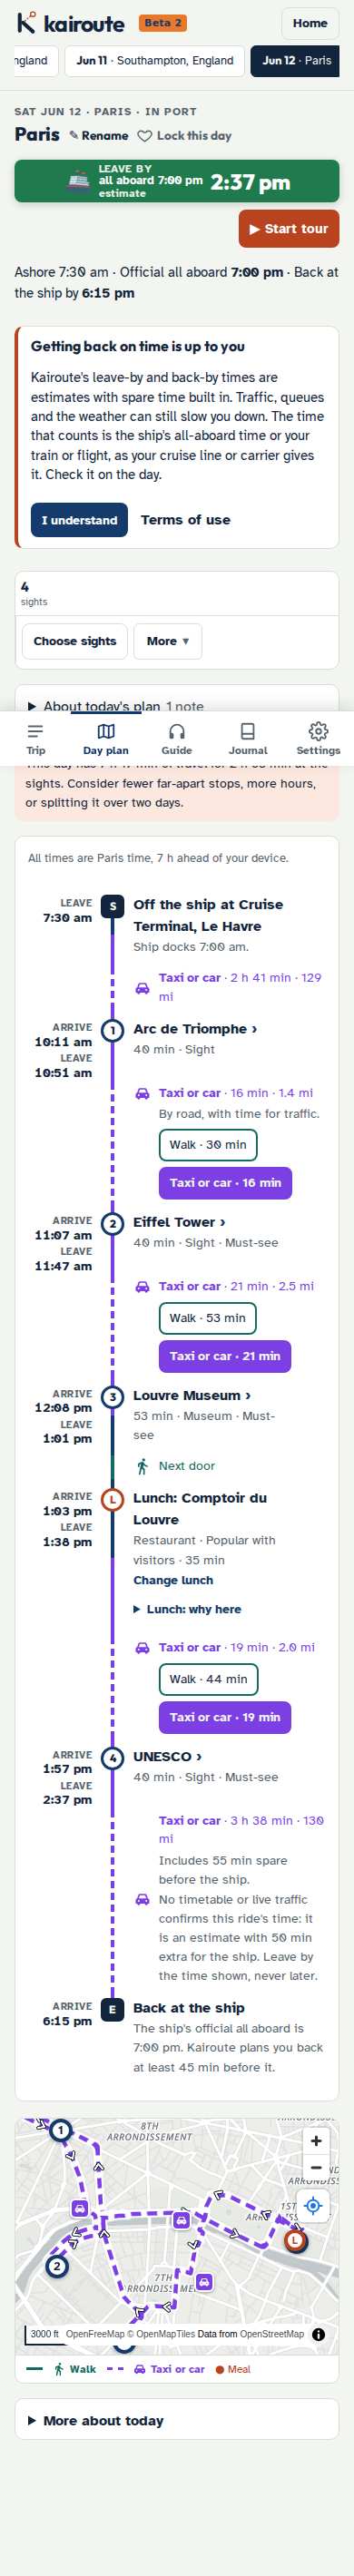 kairoute
Beta 2
Home
ngland
Jun 11 · Southampton, England
Jun 12 · Paris
SAT JUN 12 · PARIS · IN PORT
Paris
✎ Rename
Lock this day
LEAVE BY
all aboard 7:00 pm
estimate
2:37 pm
▶ Start tour
Ashore 7:30 am · Official all aboard 7:00 pm · Back at
the ship by 6:15 pm
Getting back on time is up to you
Kairoute's leave-by and back-by times are
estimates with spare time built in. Traffic, queues
and the weather can still slow you down. The time
that counts is the ship's all-aboard time or your
train or flight, as your cruise line or carrier gives
it. Check it on the day.
I understand
Terms of use
4
sights
Choose sights
More ▼
▶ About today's plan 1 note
Trip
Day plan
Guide
Journal
Settings
sights. Consider fewer far-apart stops, more hours,
or splitting it over two days.
All times are Paris time, 7 h ahead of your device.
LEAVE
7:30 am
S
Off the ship at Cruise
Terminal, Le Havre
Ship docks 7:00 am.
Taxi or car · 2 h 41 min · 129
mi
ARRIVE
10:11 am
LEAVE
10:51 am
1
Arc de Triomphe ›
40 min · Sight
Taxi or car · 16 min · 1.4 mi
By road, with time for traffic.
Walk · 30 min
Taxi or car · 16 min
ARRIVE
11:07 am
LEAVE
11:47 am
2
Eiffel Tower ›
40 min · Sight · Must-see
Taxi or car · 21 min · 2.5 mi
Walk · 53 min
Taxi or car · 21 min
ARRIVE
12:08 pm
LEAVE
1:01 pm
3
Louvre Museum ›
53 min · Museum · Must-
see
Next door
ARRIVE
1:03 pm
LEAVE
1:38 pm
L
Lunch: Comptoir du
Louvre
Restaurant · Popular with
visitors · 35 min
Change lunch
▶ Lunch: why here
Taxi or car · 19 min · 2.0 mi
Walk · 44 min
Taxi or car · 19 min
ARRIVE
1:57 pm
LEAVE
2:37 pm
4
UNESCO ›
40 min · Sight · Must-see
Taxi or car · 3 h 38 min · 130
mi
Includes 55 min spare
before the ship.
No timetable or live traffic
confirms this ride's time: it
is an estimate with 50 min
extra for the ship. Leave by
the time shown, never later.
ARRIVE
6:15 pm
E
Back at the ship
The ship's official all aboard is
7:00 pm. Kairoute plans you back
at least 45 min before it.
8TH
ARRONDISSEMENT
1
2
L
7TH
+
−
3000 ft
OpenFreeMap © OpenMapTiles Data from OpenStreetMap
Walk
Taxi or car
Meal
▶ More about today